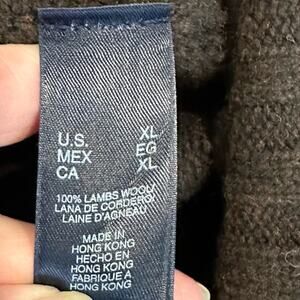 U.S. XL
MEX EG
CA XL
100% LAMBS WOOL/
LANA DE CORDERO/
LAINE D'AGNEAU
MADE IN
HONG KONG
HECHO EN
HONG KONG
FABRIQUÉ A
HONG KONG